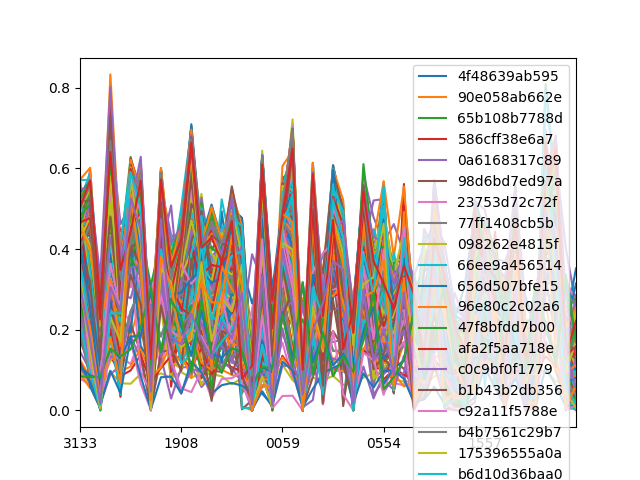 0.8
0.6
0.4
0.2
0.0
3133
1908
0059
0554
1557
4f48639ab595
90e058ab662e
65b108b7788d
586cff38e6a7
0a6168317c89
98d6bd7ed97a
23753d72c72f
77ff1408cb5b
098262e4815f
66ee9a456514
656d507bfe15
96e80c2c02a6
47f8bfdd7b00
afa2f5aa718e
c0c9bf0f1779
b1b43b2db356
c92a11f5788e
b4b7561c29b7
175396555a0a
b6d10d36baa0